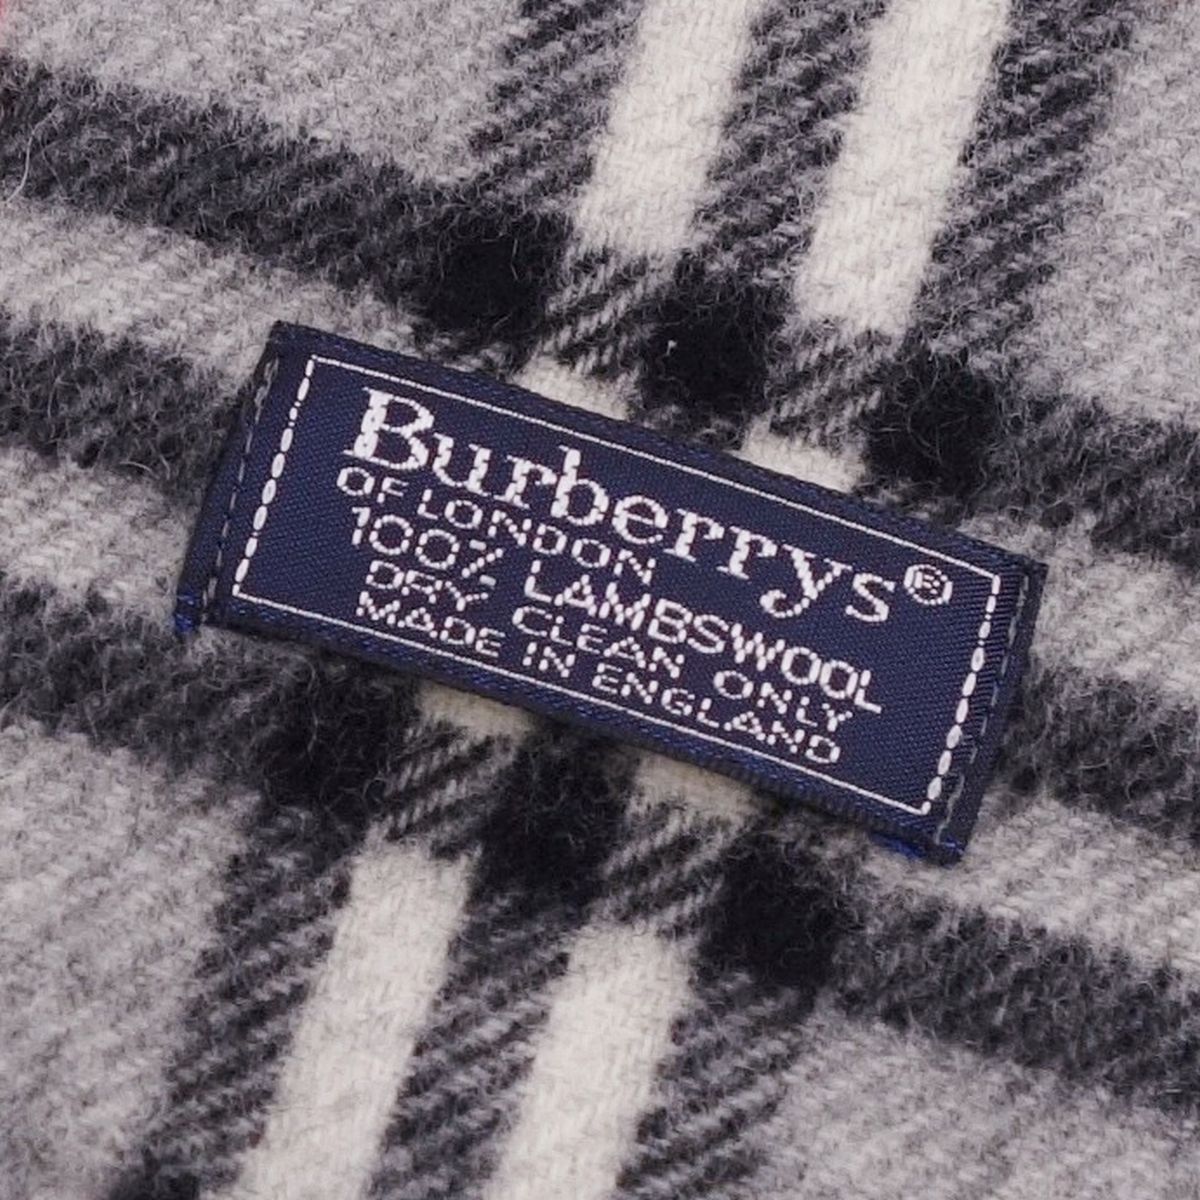 Burberrys®
OF LONDON
100% LAMBSWOOL
DRY CLEAN ONLY
MADE IN ENGLAND